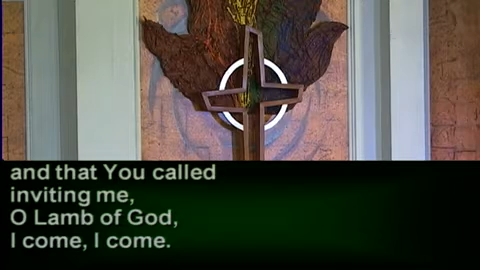 and that You called
inviting me,
O Lamb of God,
I come, I come.